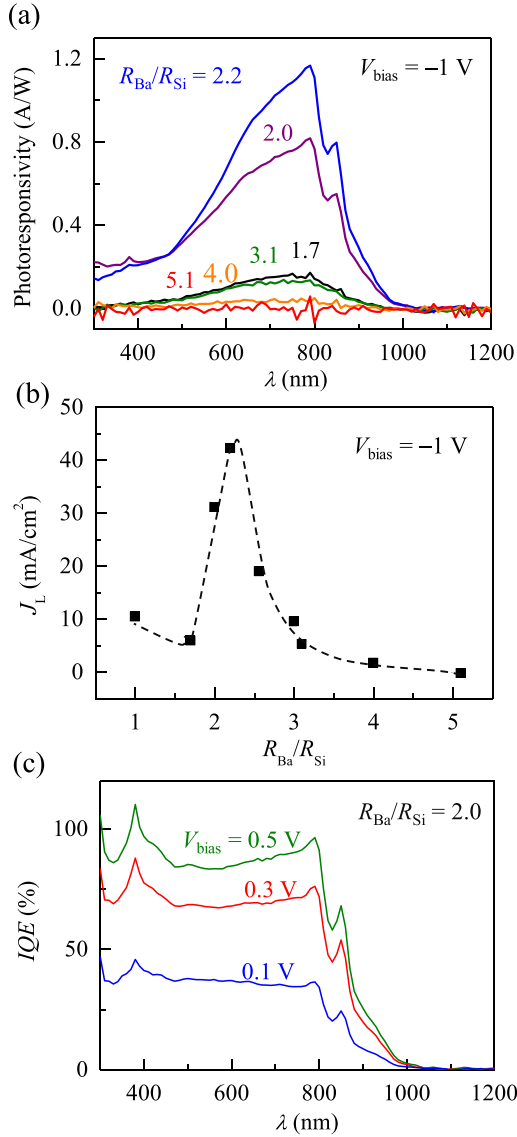 (a)
R_Ba/R_Si = 2.2
V_bias = −1 V
2.0
1.7
3.1
4.0
5.1
Photoresponsivity (A/W)
1.2
0.8
0.4
0.0
400 600 800 1000 1200
λ (nm)
(b)
V_bias = −1 V
J_L (mA/cm²)
50
40
30
20
10
0
1 2 3 4 5
R_Ba/R_Si
(c)
R_Ba/R_Si = 2.0
V_bias = 0.5 V
0.3 V
0.1 V
IQE (%)
100
50
0
400 600 800 1000 1200
λ (nm)